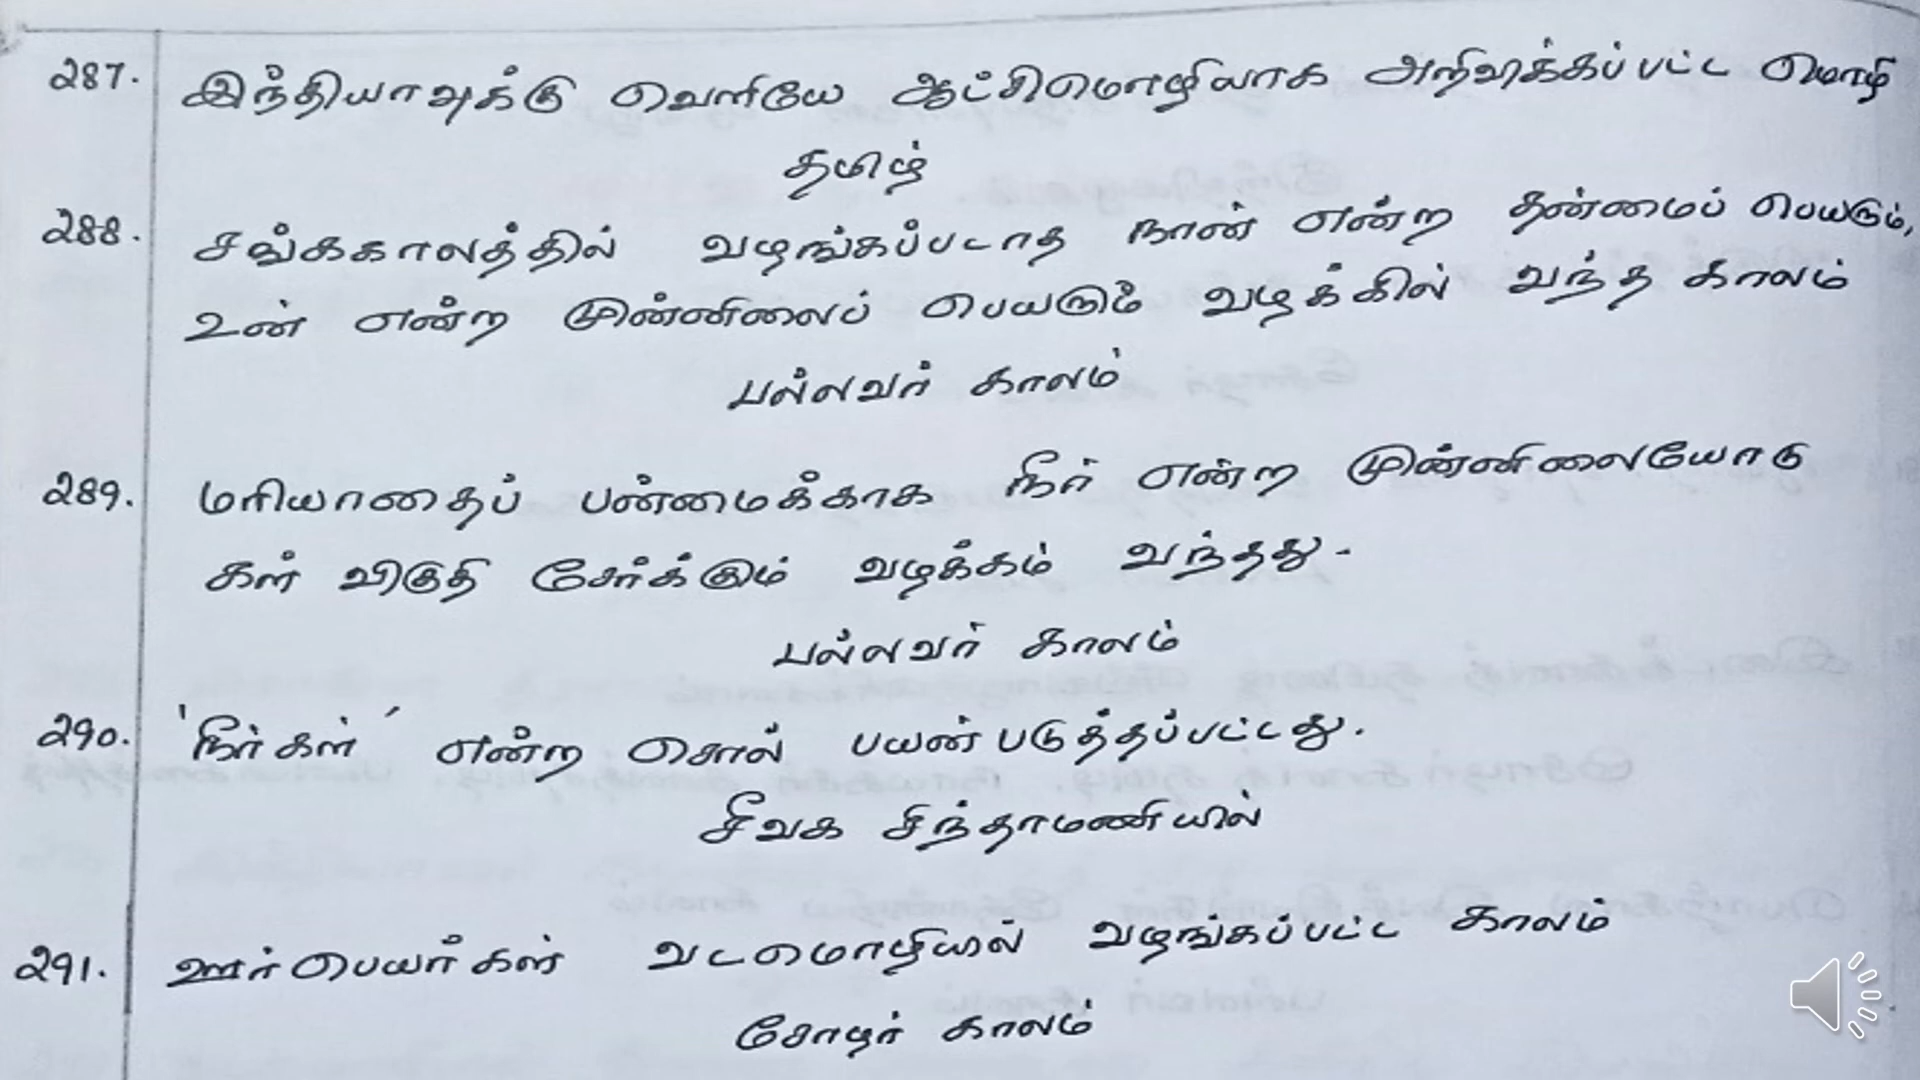 287. இந்தியாவுக்கு வெளியே ஆட்சிமொழியாக அறிவிக்கப்பட்ட மொழி
தமிழ்
288. சங்ககாலத்தில் வழங்கப்படாத நான் என்ற தன்மைப் பெயரும்,
உன் என்ற முன்னிலைப் பெயரும் வழக்கில் வந்த காலம்
பல்லவர் காலம்
289. மரியாதைப் பன்மைக்காக நீர் என்ற முன்னிலையோடு
கள் விகுதி சேர்க்கும் வழக்கம் வந்தது.
பல்லவர் காலம்
290. 'நீர்கள்' என்ற சொல் பயன்படுத்தப்பட்டது.
சீவக சிந்தாமணியில்
291. ஊர்பெயர்கள் வடமொழியில் வழங்கப்பட்ட காலம்
சோழர் காலம்